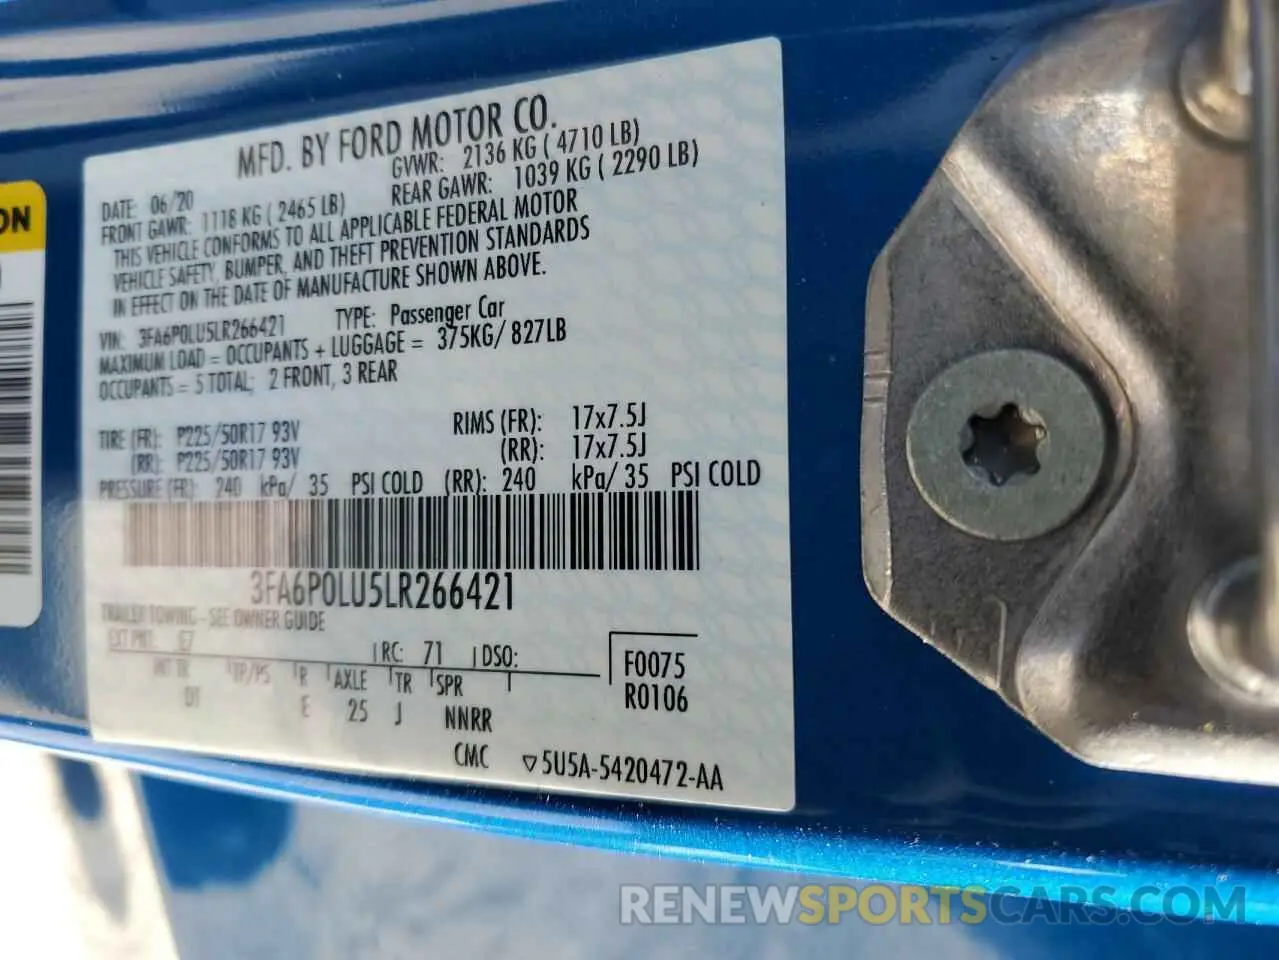 ON
MFD. BY FORD MOTOR CO.
DATE: 06/20 GVWR: 2136 KG ( 4710 LB)
FRONT GAWR: 1118 KG ( 2465 LB) REAR GAWR: 1039 KG ( 2290 LB)
THIS VEHICLE CONFORMS TO ALL APPLICABLE FEDERAL MOTOR
VEHICLE SAFETY, BUMPER, AND THEFT PREVENTION STANDARDS
IN EFFECT ON THE DATE OF MANUFACTURE SHOWN ABOVE.
VIN: 3FA6P0LU5LR266421 TYPE: Passenger Car
MAXIMUM LOAD = OCCUPANTS + LUGGAGE = 375KG/ 827LB
OCCUPANTS = 5 TOTAL; 2 FRONT, 3 REAR
TIRE (FR): P225/50R17 93V RIMS (FR): 17x7.5J
(RR): P225/50R17 93V (RR): 17x7.5J
PRESSURE (FR): 240 kPa/ 35 PSI COLD (RR): 240 kPa/ 35 PSI COLD
3FA6P0LU5LR266421
TRAILER TOWING - SEE OWNER GUIDE
EXT PNT: E7 RC: 71 DSO: F0075
INT TR TP/PS R AXLE TR SPR R0106
E 25 J NNRR
CMC ▽5U5A-5420472-AA
RENEWSPORTSCARS.COM